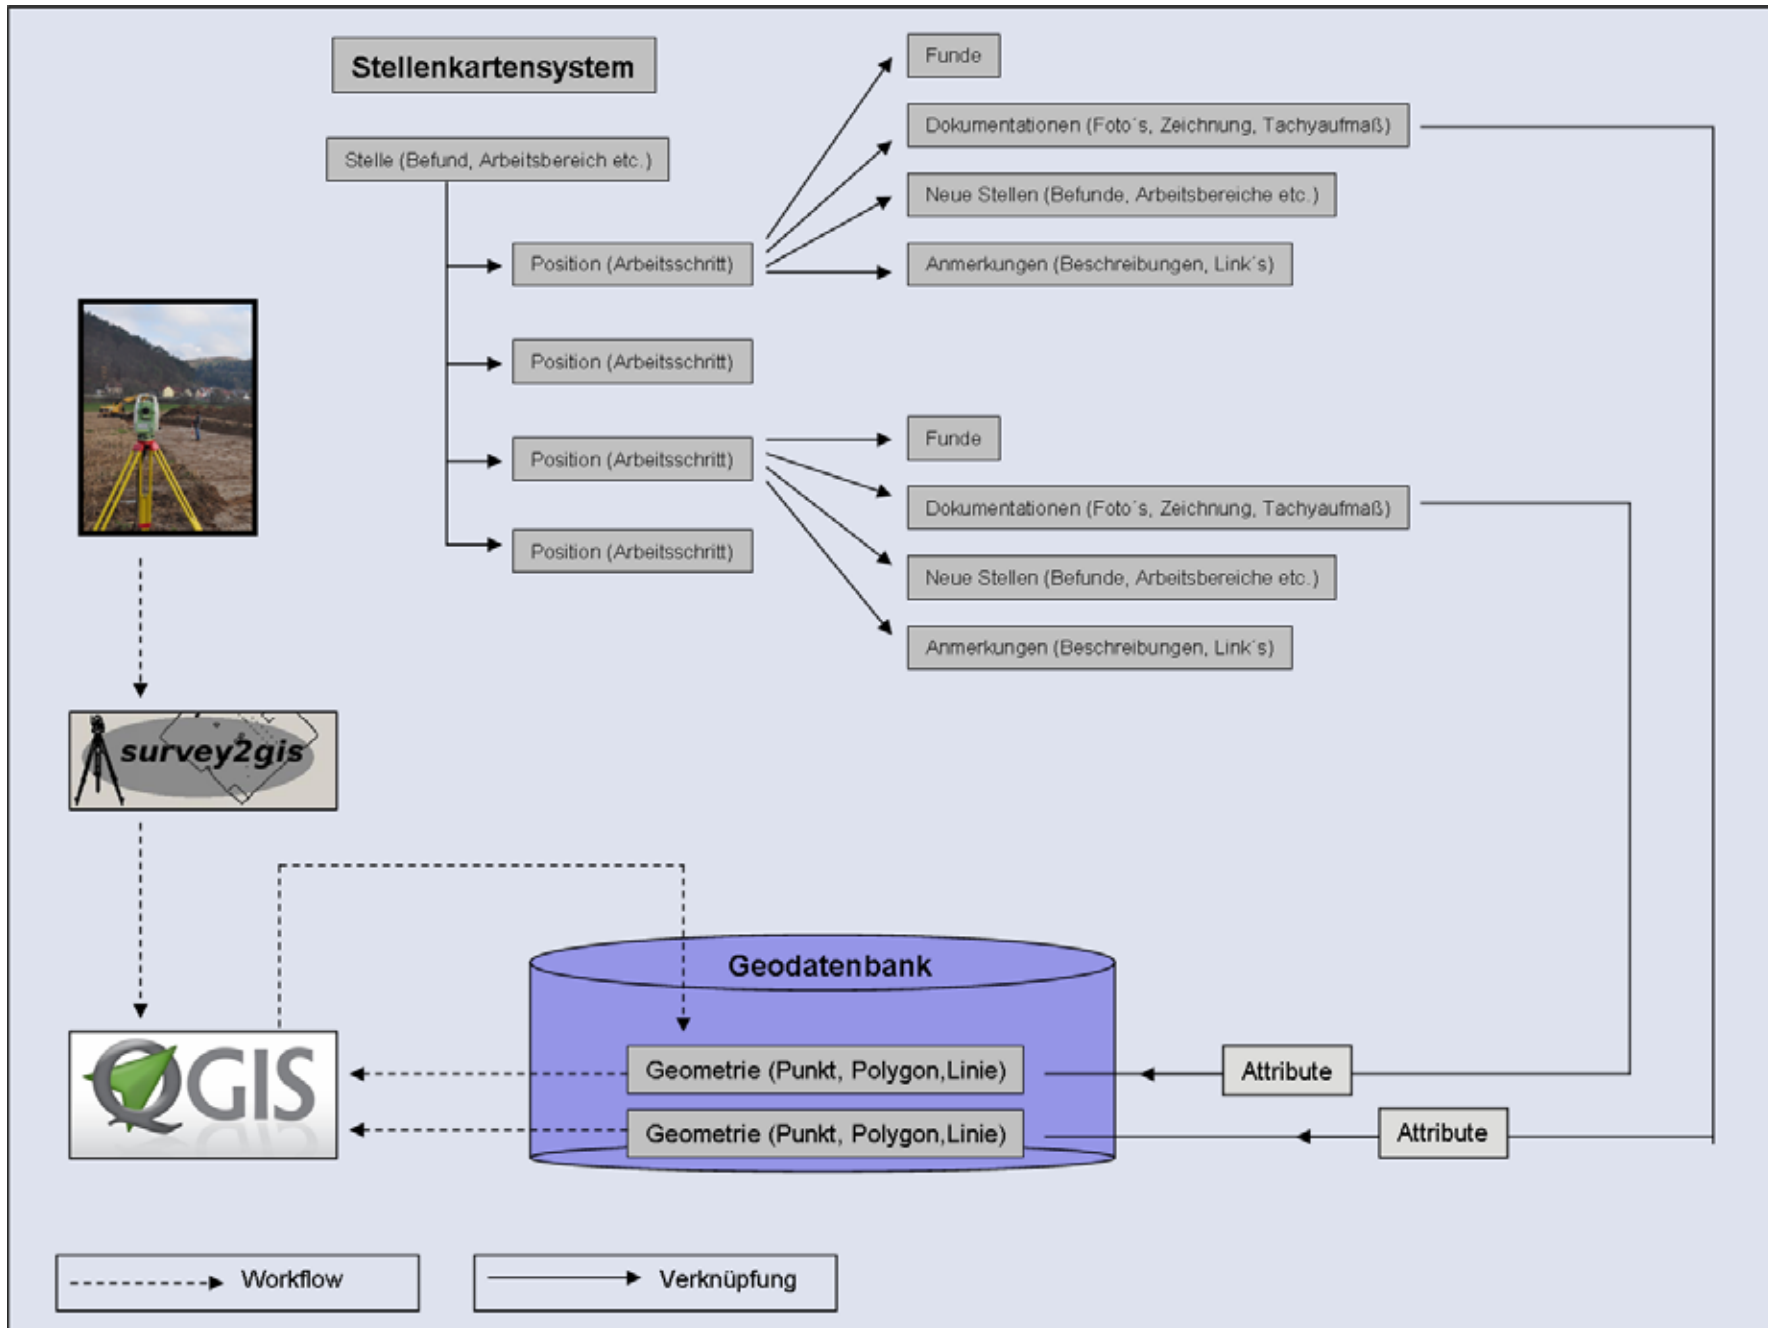 Stellenkartensystem
Stelle (Befund, Arbeitsbereich etc.)
Position (Arbeitsschritt)
Funde
Dokumentationen (Foto´s, Zeichnung, Tachyaufmaß)
Neue Stellen (Befunde, Arbeitsbereiche etc.)
Anmerkungen (Beschreibungen, Link´s)
Position (Arbeitsschritt)
Position (Arbeitsschritt)
Funde
Dokumentationen (Foto´s, Zeichnung, Tachyaufmaß)
Neue Stellen (Befunde, Arbeitsbereiche etc.)
Anmerkungen (Beschreibungen, Link´s)
Position (Arbeitsschritt)
survey2gis
QGIS
Geodatenbank
Geometrie (Punkt, Polygon,Linie)
Attribute
Geometrie (Punkt, Polygon,Linie)
Attribute
Workflow
Verknüpfung